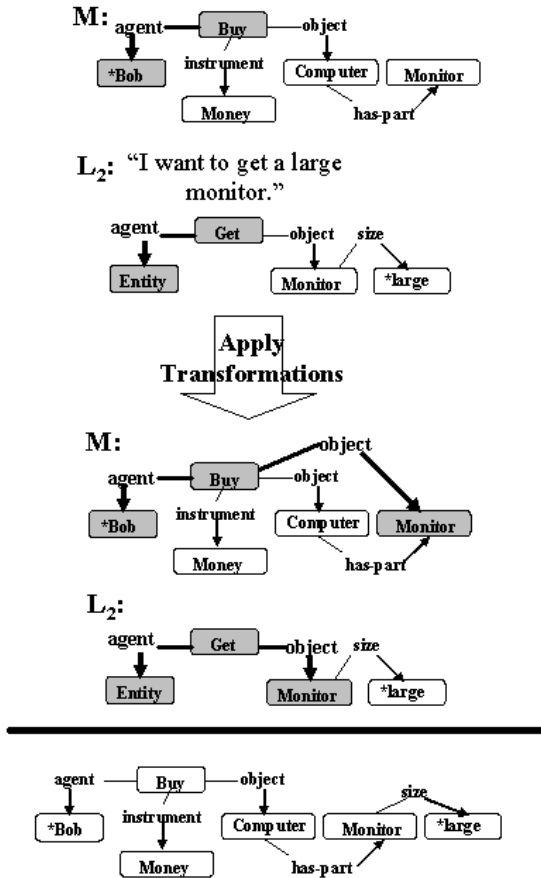 M:
agent Buy object
*Bob instrument Computer Monitor
Money has-part
L2: “I want to get a large
monitor.”
agent Get object size
Entity Monitor *large
Apply
Transformations
M:
object
agent Buy object
*Bob instrument Computer Monitor
Money has-part
L2:
agent Get object size
Entity Monitor *large
agent Buy object size
*Bob instrument Computer Monitor *large
Money has-part